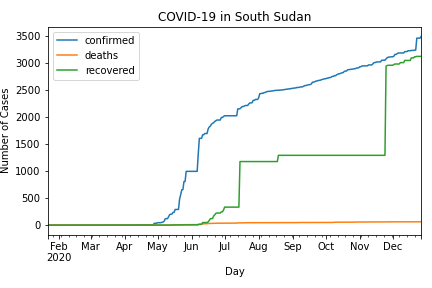 COVID-19 in South Sudan
confirmed
deaths
recovered
Number of Cases
3500
3000
2500
2000
1500
1000
500
0
Feb Mar Apr May Jun Jul Aug Sep Oct Nov Dec
2020
Day